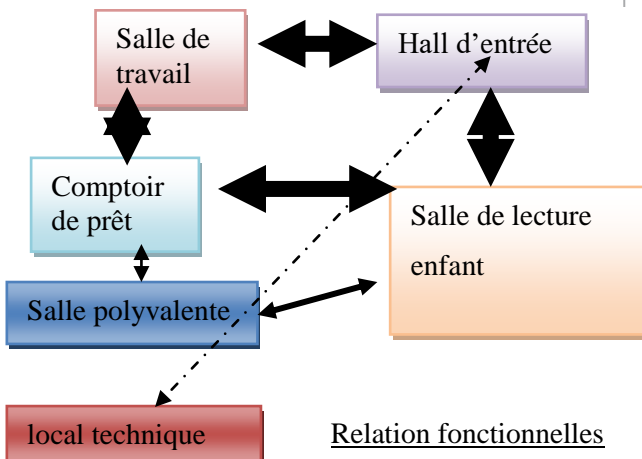 Salle de
travail
Hall d’entrée
Comptoir
de prêt
Salle de lecture
enfant
Salle polyvalente
local technique
Relation fonctionnelles